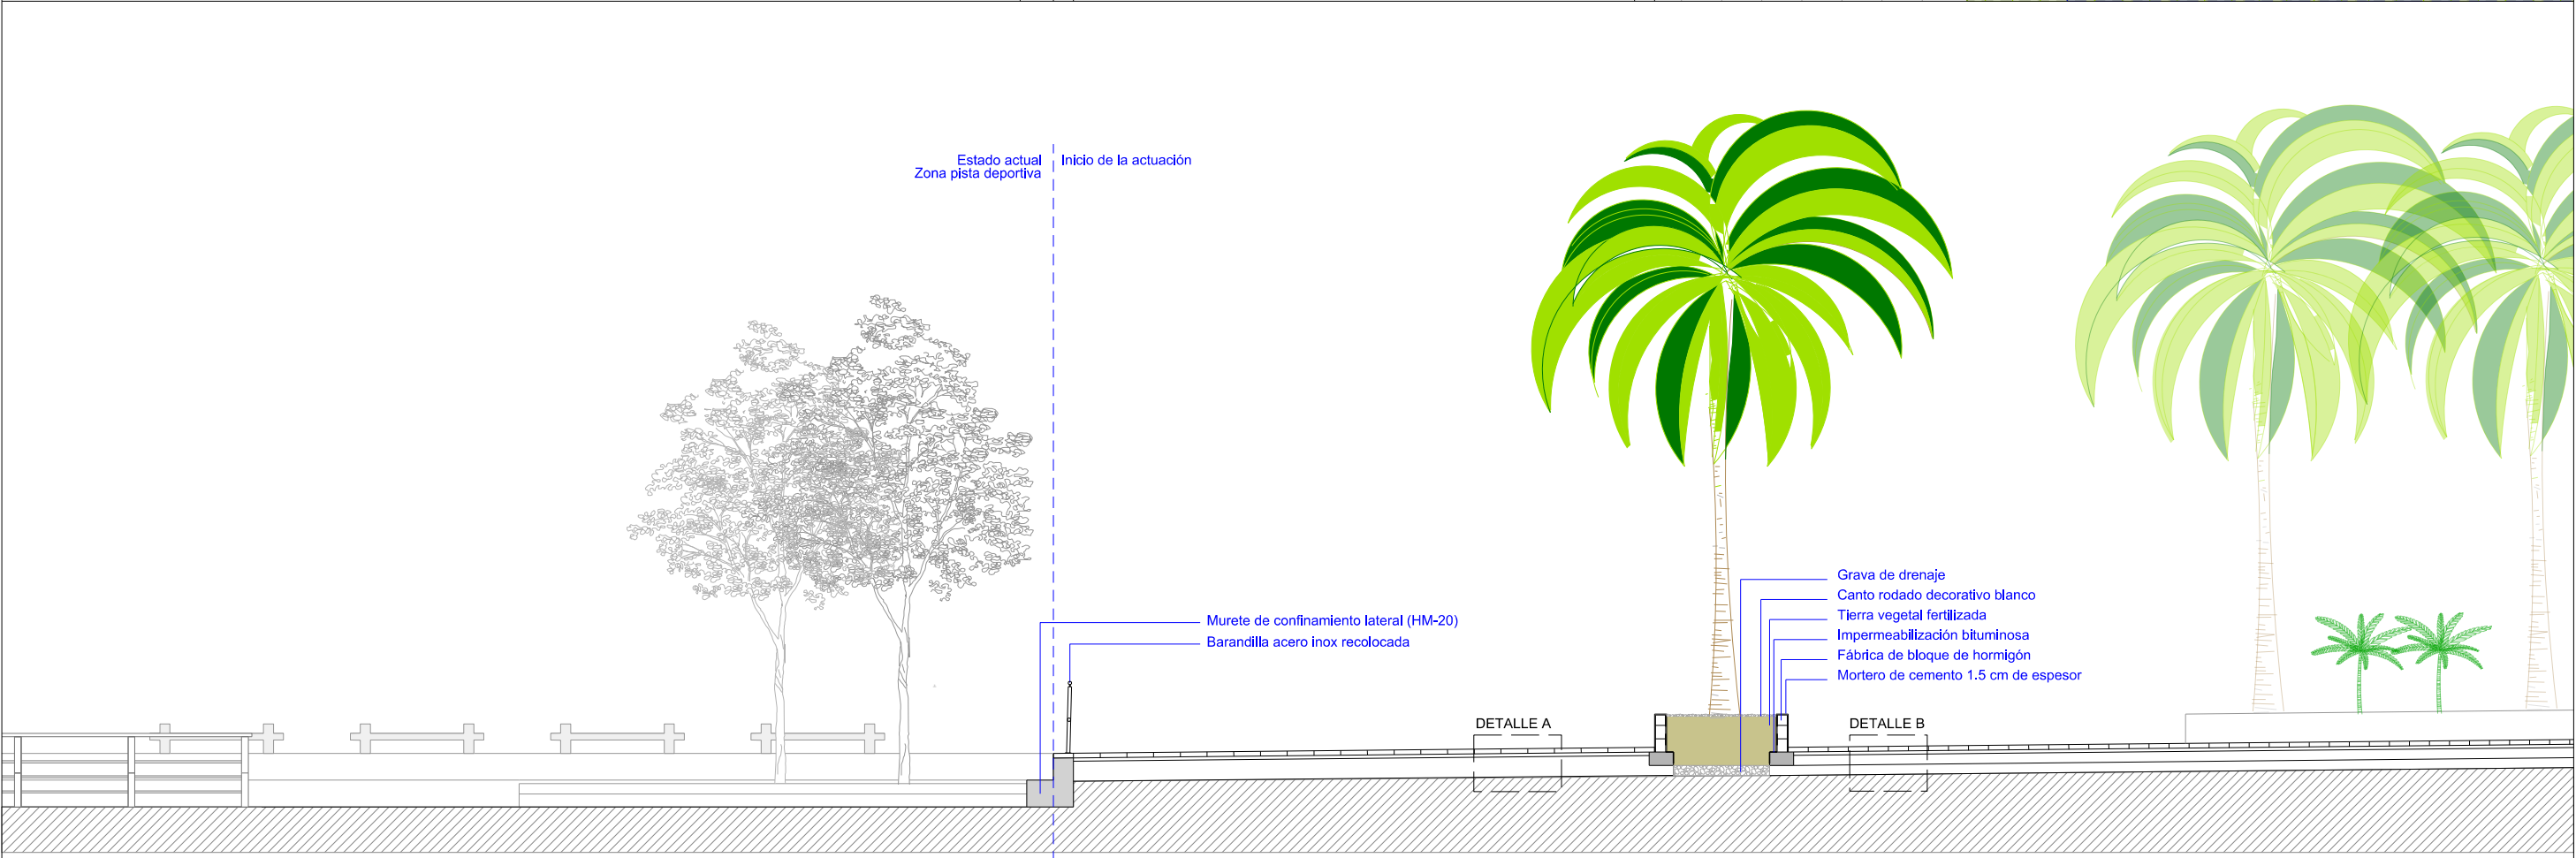 Estado actual
Zona pista deportiva
Inicio de la actuación
Grava de drenaje
Canto rodado decorativo blanco
Tierra vegetal fertilizada
Impermeabilización bituminosa
Fábrica de bloque de hormigón
Mortero de cemento 1.5 cm de espesor
Murete de confinamiento lateral (HM-20)
Barandilla acero inox recolocada
DETALLE A
DETALLE B